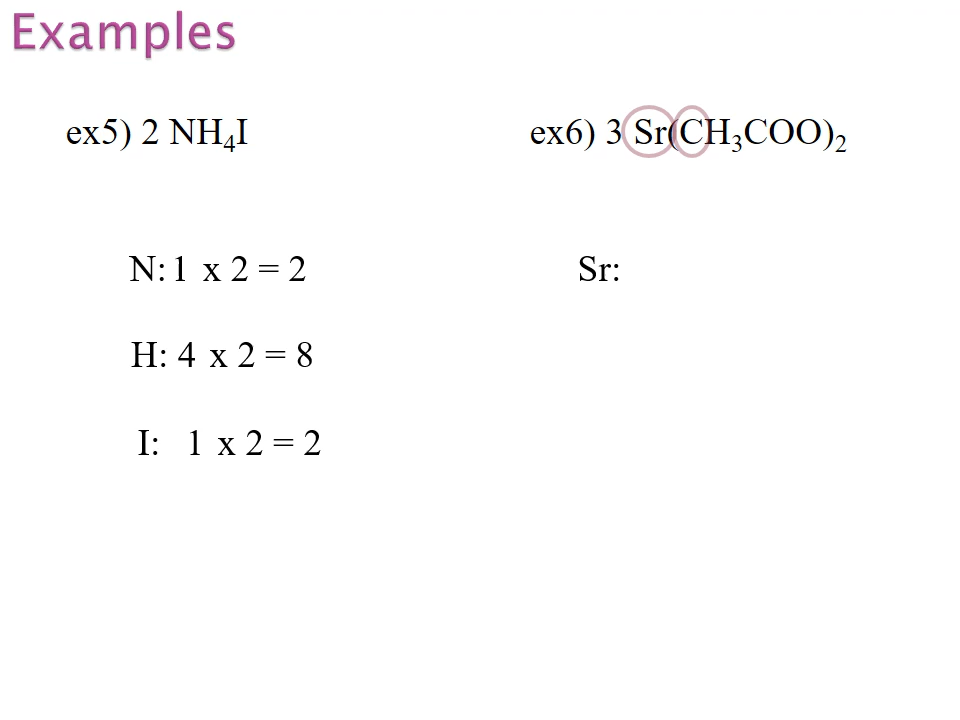 Examples
ex5) 2 NH₄I
ex6) 3 Sr(CH₃COO)₂
N: 1 x 2 = 2
Sr:
H: 4 x 2 = 8
I: 1 x 2 = 2